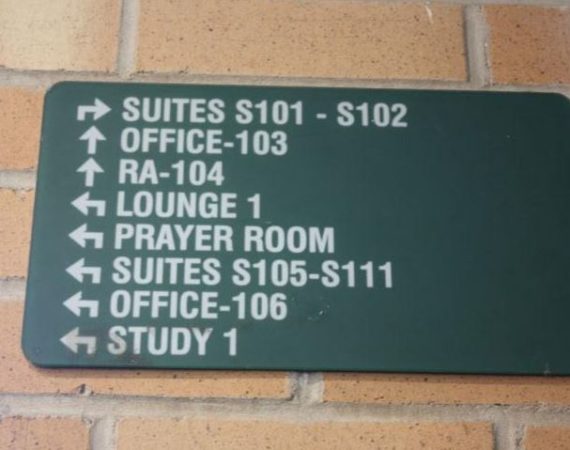 SUITES S101 - S102
OFFICE-103
RA-104
LOUNGE 1
PRAYER ROOM
SUITES S105-S111
OFFICE-106
STUDY 1